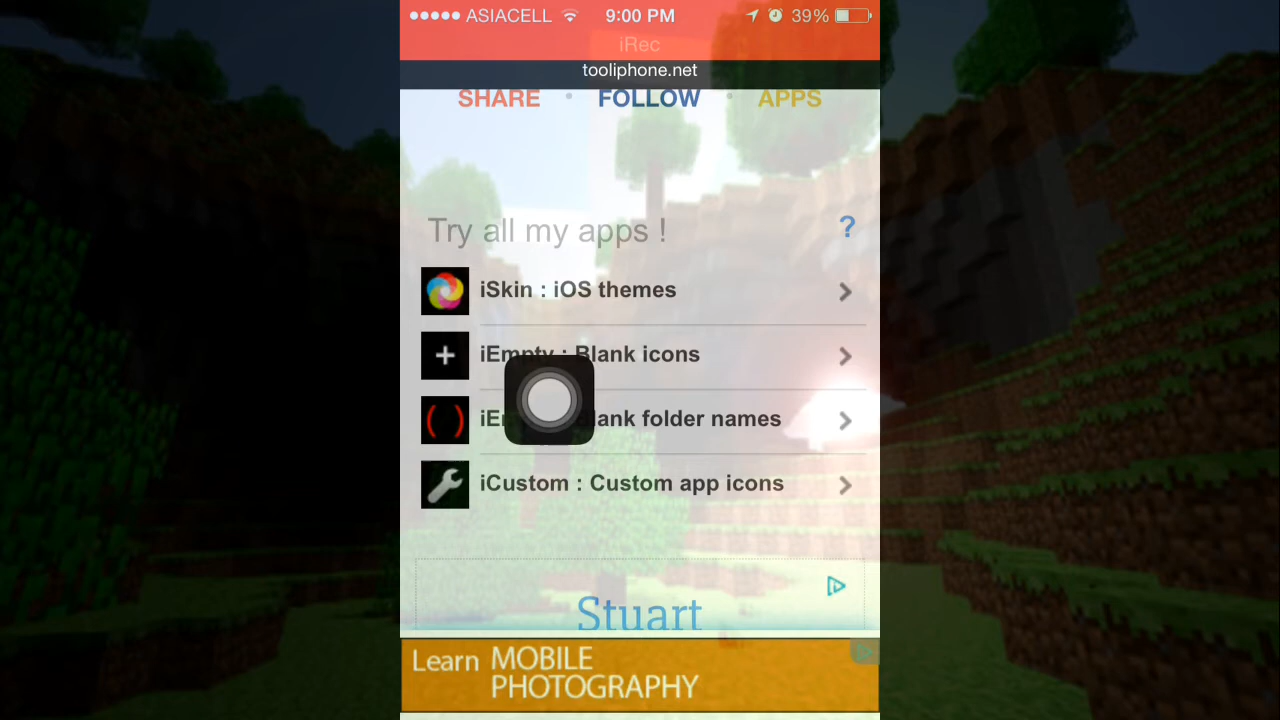 ASIACELL 9:00 PM 39%
iRec
tooliphone.net
SHARE • FOLLOW • APPS
Try all my apps ! ?
iSkin : iOS themes
iEmpty : Blank icons
lank folder names
iCustom : Custom app icons
Stuart
Learn MOBILE
PHOTOGRAPHY